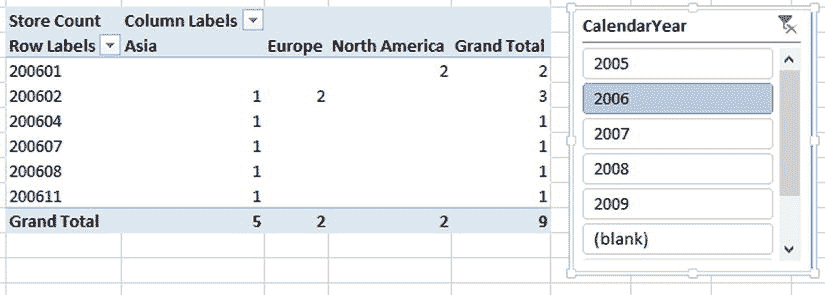 Store Count Column Labels
Row Labels Asia Europe North America Grand Total
200601 2 2
200602 1 2 3
200604 1 1
200607 1 1
200608 1 1
200611 1 1
Grand Total 5 2 2 9
CalendarYear
2005
2006
2007
2008
2009
(blank)